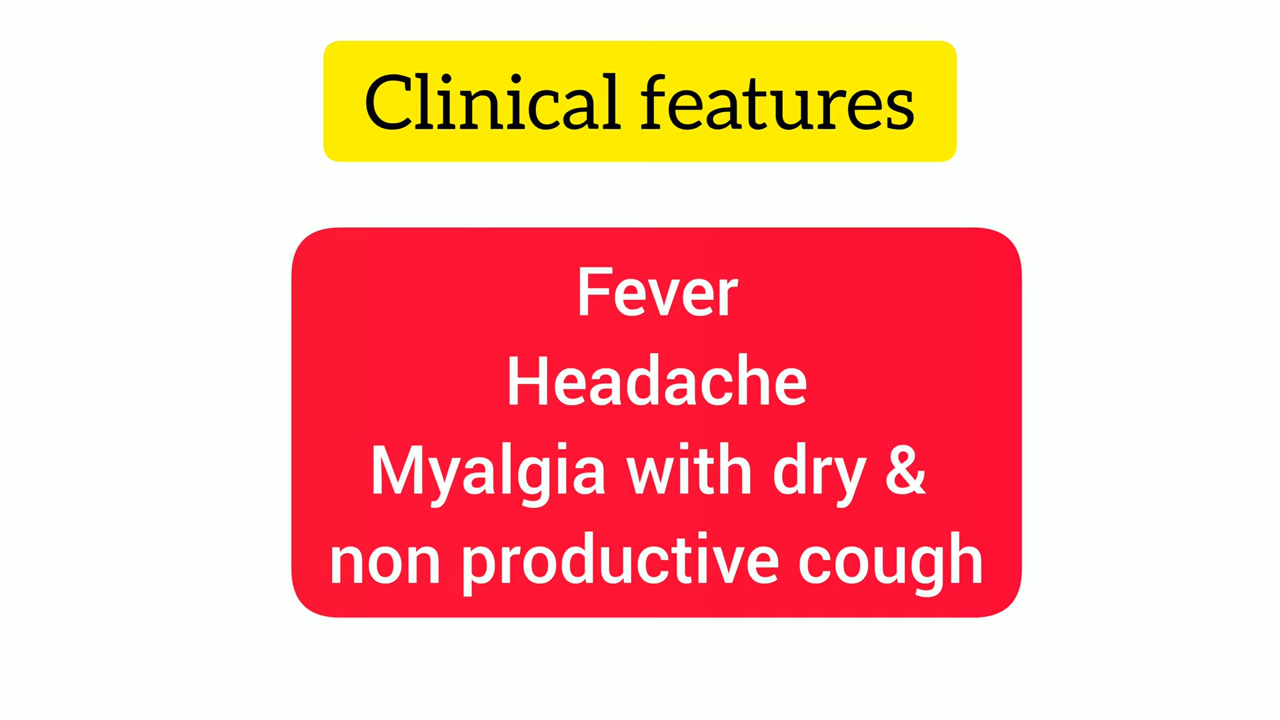 Clinical features
Fever
Headache
Myalgia with dry &
non productive cough